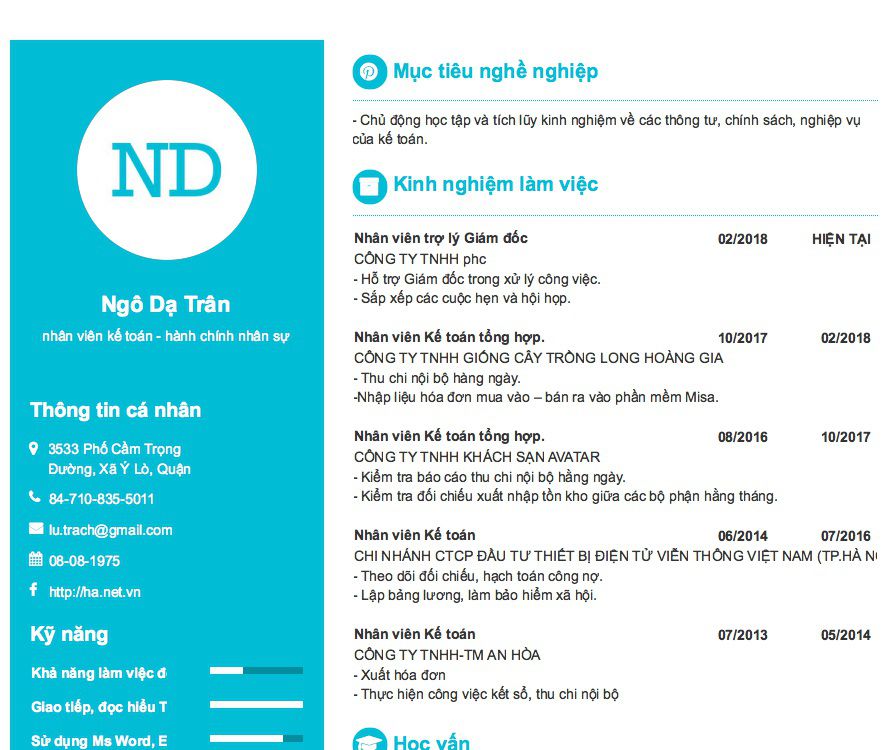 ND
Ngô Dạ Trân
nhân viên kế toán - hành chính nhân sự
Thông tin cá nhân
3533 Phố Cầm Trọng
Đường, Xã Ý Lò, Quận
84-710-835-5011
lu.trach@gmail.com
08-08-1975
http://ha.net.vn
Kỹ năng
Khả năng làm việc đ
Giao tiếp, đọc hiểu T
Sử dụng Ms Word, E
Mục tiêu nghề nghiệp
- Chủ động học tập và tích lũy kinh nghiệm về các thông tư, chính sách, nghiệp vụ
của kế toán.
Kinh nghiệm làm việc
Nhân viên trợ lý Giám đốc 02/2018 HIỆN TẠI
CÔNG TY TNHH phc
- Hỗ trợ Giám đốc trong xử lý công việc.
- Sắp xếp các cuộc hẹn và hội họp.
Nhân viên Kế toán tổng hợp. 10/2017 02/2018
CÔNG TY TNHH GIỐNG CÂY TRỒNG LONG HOÀNG GIA
- Thu chi nội bộ hàng ngày.
-Nhập liệu hóa đơn mua vào – bán ra vào phần mềm Misa.
Nhân viên Kế toán tổng hợp. 08/2016 10/2017
CÔNG TY TNHH KHÁCH SẠN AVATAR
- Kiểm tra báo cáo thu chi nội bộ hằng ngày.
- Kiểm tra đối chiếu xuất nhập tồn kho giữa các bộ phận hằng tháng.
Nhân viên Kế toán 06/2014 07/2016
CHI NHÁNH CTCP ĐẦU TƯ THIẾT BỊ ĐIỆN TỬ VIỄN THÔNG VIỆT NAM (TP.HÀ N
- Theo dõi đối chiếu, hạch toán công nợ.
- Lập bảng lương, làm bảo hiểm xã hội.
Nhân viên Kế toán 07/2013 05/2014
CÔNG TY TNHH-TM AN HÒA
- Xuất hóa đơn
- Thực hiện công việc kết sổ, thu chi nội bộ
Học vấn